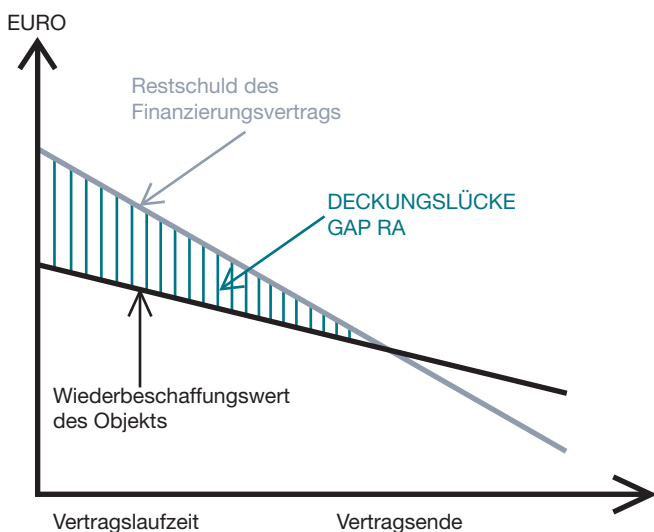 EURO
Restschuld des
Finanzierungsvertrags
DECKUNGSLÜCKE
GAP RA
Wiederbeschaffungswert
des Objekts
Vertragslaufzeit
Vertragsende